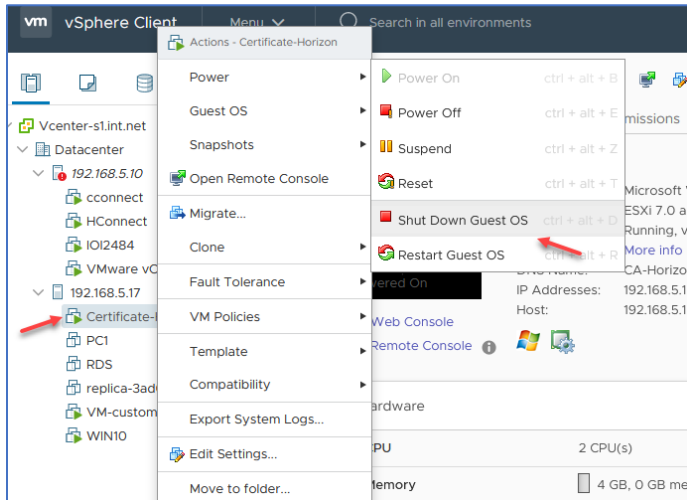 vm vSphere Client Menu Search in all environments
Actions - Certificate-Horizon
Power
Guest OS
Snapshots
Open Remote Console
Migrate...
Clone
Fault Tolerance
VM Policies
Template
Compatibility
Export System Logs...
Edit Settings...
Move to folder...
Power On ctrl + alt + B
Power Off ctrl + alt + E
Suspend ctrl + alt + Z
Reset ctrl + alt + T
Shut Down Guest OS ctrl + alt + D
Restart Guest OS ctrl + alt + R
Vcenter-s1.int.net
Datacenter
192.168.5.10
cconnect
HConnect
IOI2484
VMware vC
192.168.5.17
Certificate-
PC1
RDS
replica-3ad
VM-custom
WIN10
missions
Microsoft
ESXi 7.0 a
Running, v
More info
CA-Horizo
IP Addresses: 192.168.5.1
Host: 192.168.5.1
ered On
Web Console
Remote Console
ardware
PU 2 CPU(s)
Memory 4 GB, 0 GB me